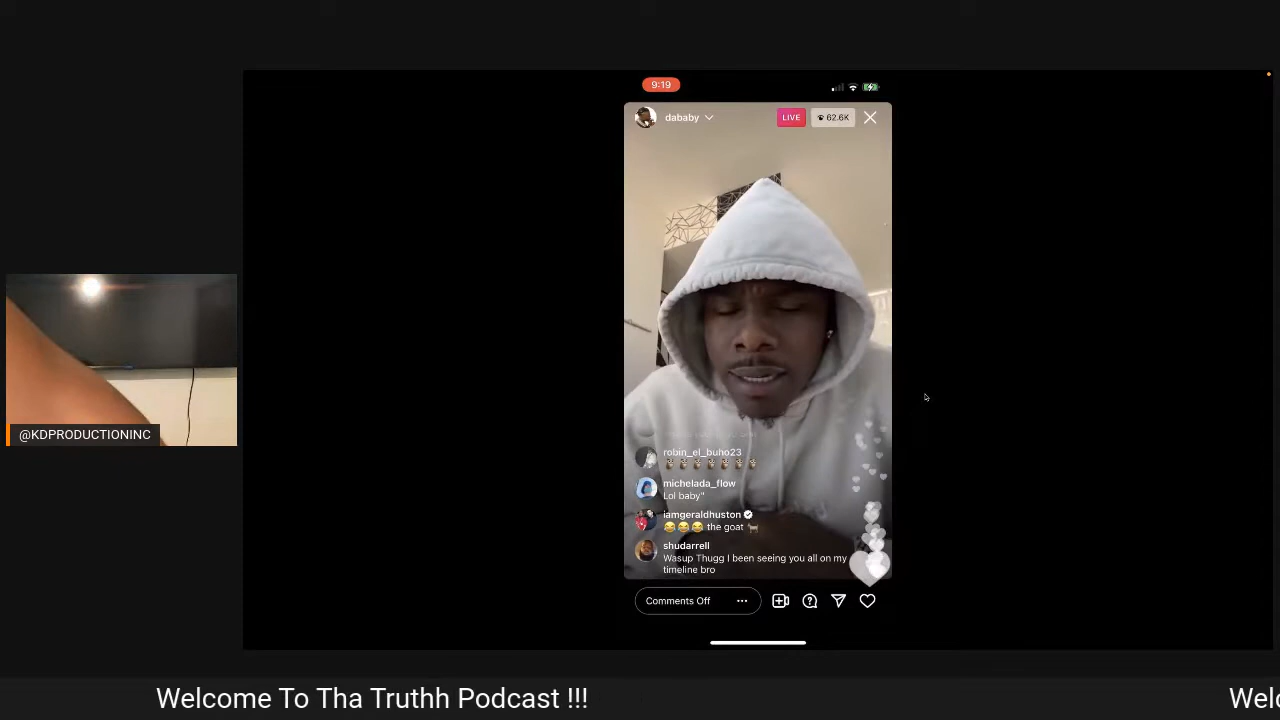 9:19
dababy
LIVE
62.6K
robin_el_buho23
michelada_flow
Lol baby"
iamgeraldhuston
😂😂😂 the goat 🐐
shudarrell
Wasup Thugg I been seeing you all on my
timeline bro
Comments Off
@KDPRODUCTIONINC
Welcome To Tha Truthh Podcast !!!
Welc